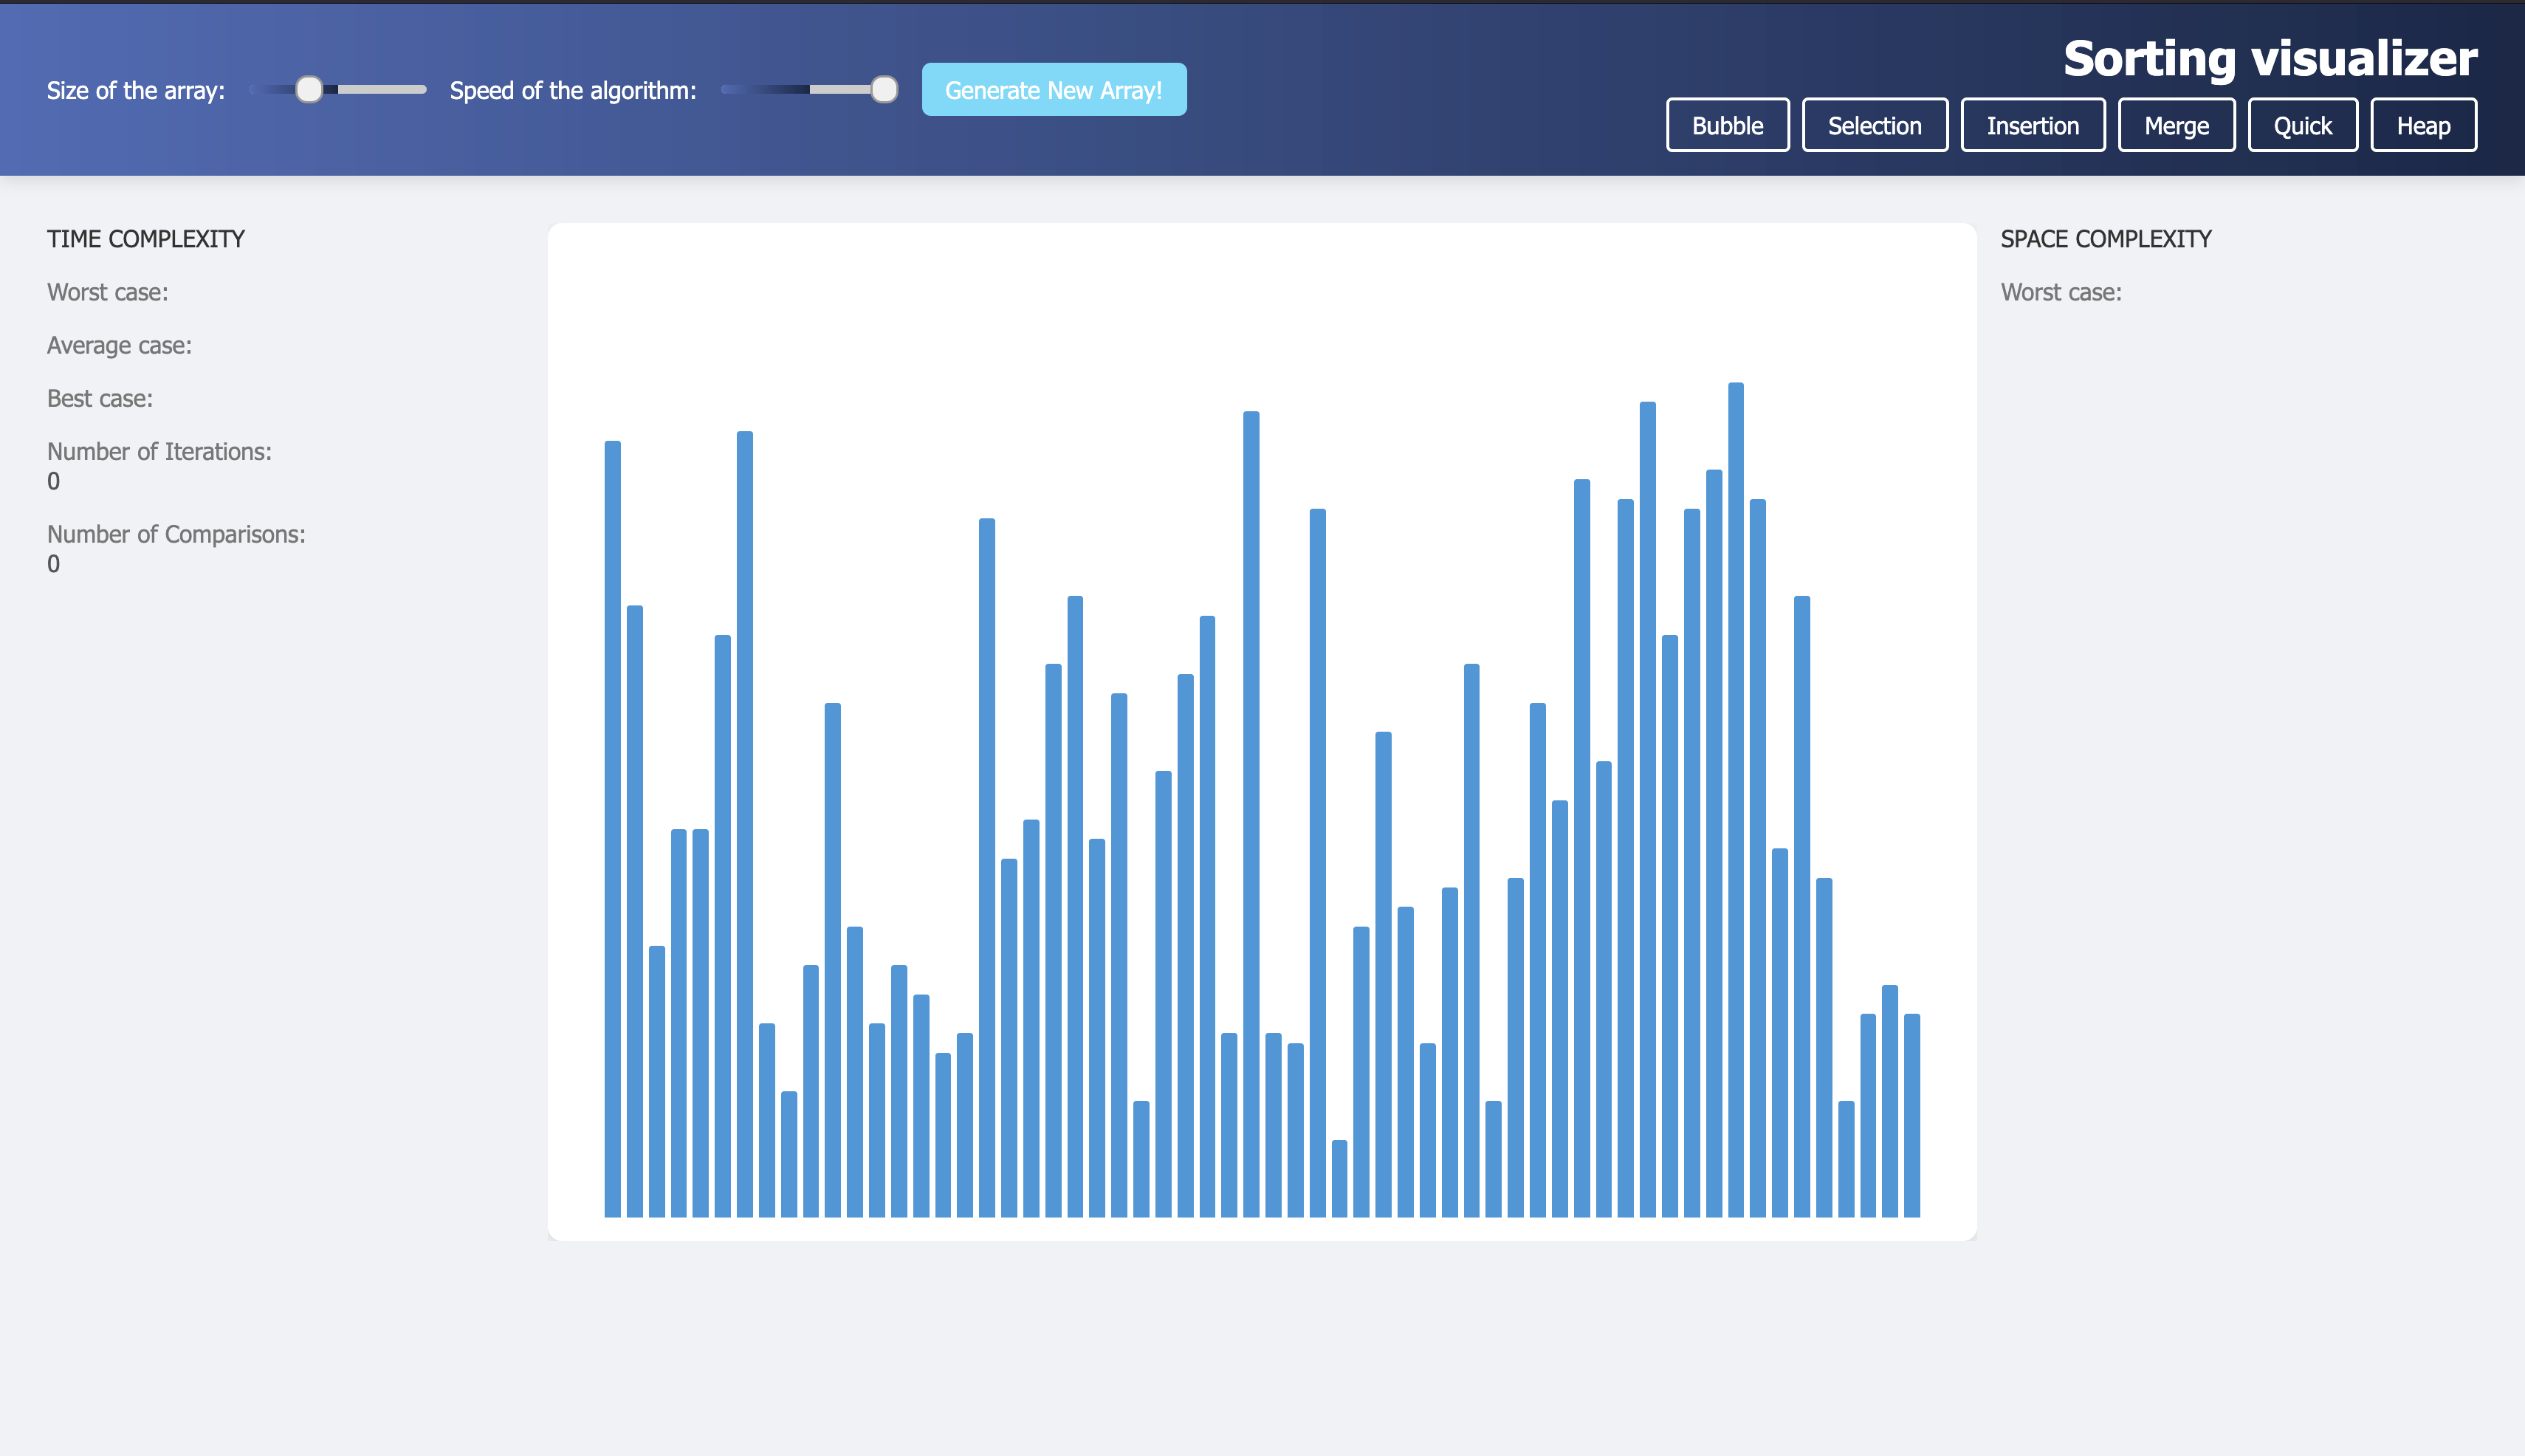 Sorting visualizer
Size of the array:
Speed of the algorithm:
Generate New Array!
Bubble
Selection
Insertion
Merge
Quick
Heap
TIME COMPLEXITY
Worst case:
Average case:
Best case:
Number of Iterations:
0
Number of Comparisons:
0
SPACE COMPLEXITY
Worst case: